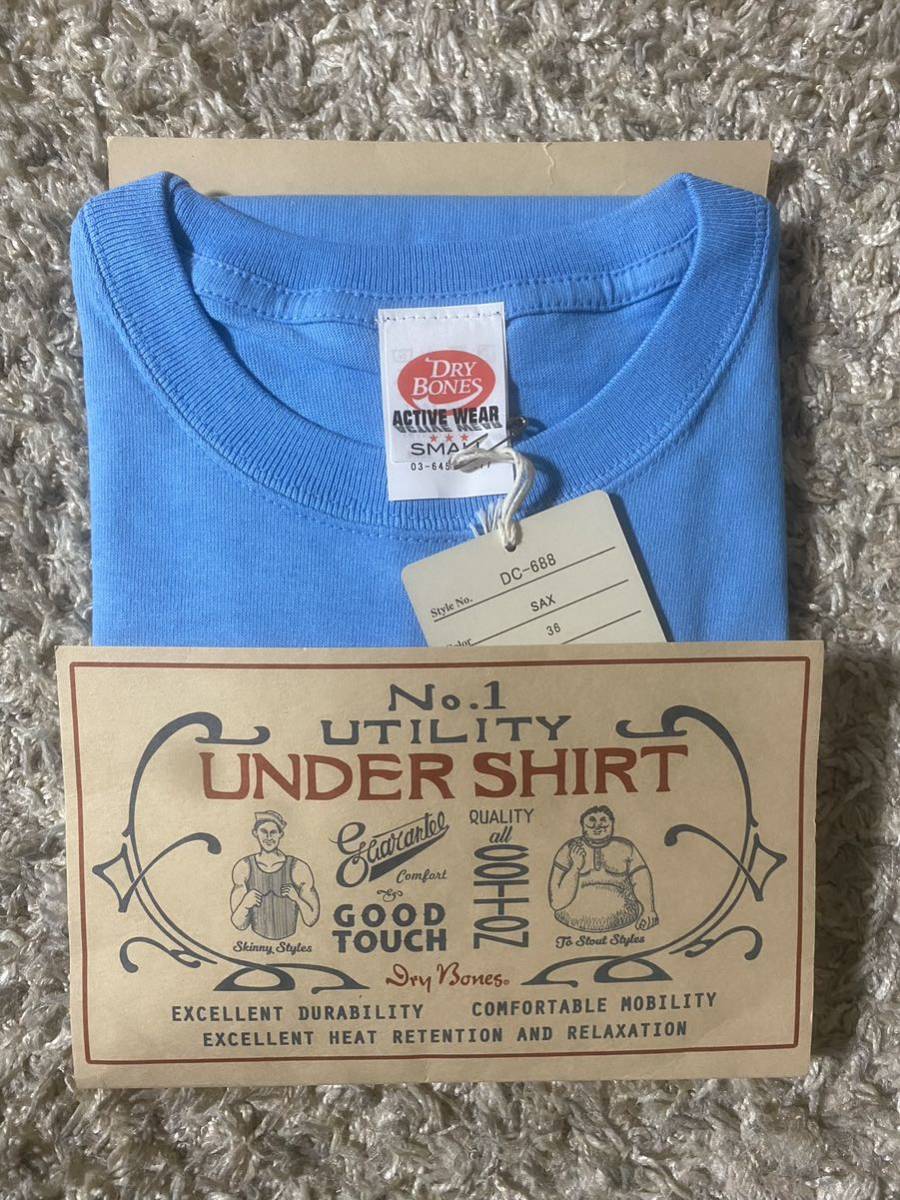 DRY
BONES
ACTIVE WEAR
Style No. DC-688
SAX
36
No.1
UTILITY
UNDER SHIRT
Guarantee
Comfort
&
GOOD
TOUCH
QUALITY
all
COTTON
Skinny Styles
To Stout Styles
Dry Bones®
EXCELLENT DURABILITY COMFORTABLE MOBILITY
EXCELLENT HEAT RETENTION AND RELAXATION